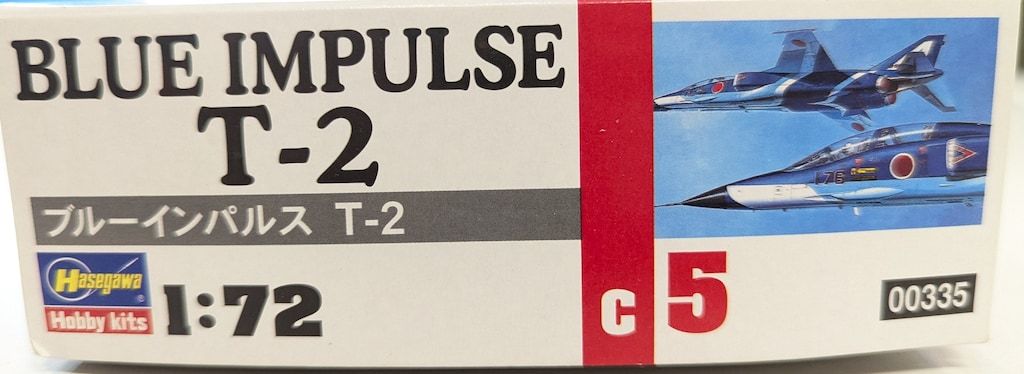 BLUE IMPULSE
T-2
ブルーインパルス T-2
Hasegawa
Hobby kits
1:72
C 5
00335
176